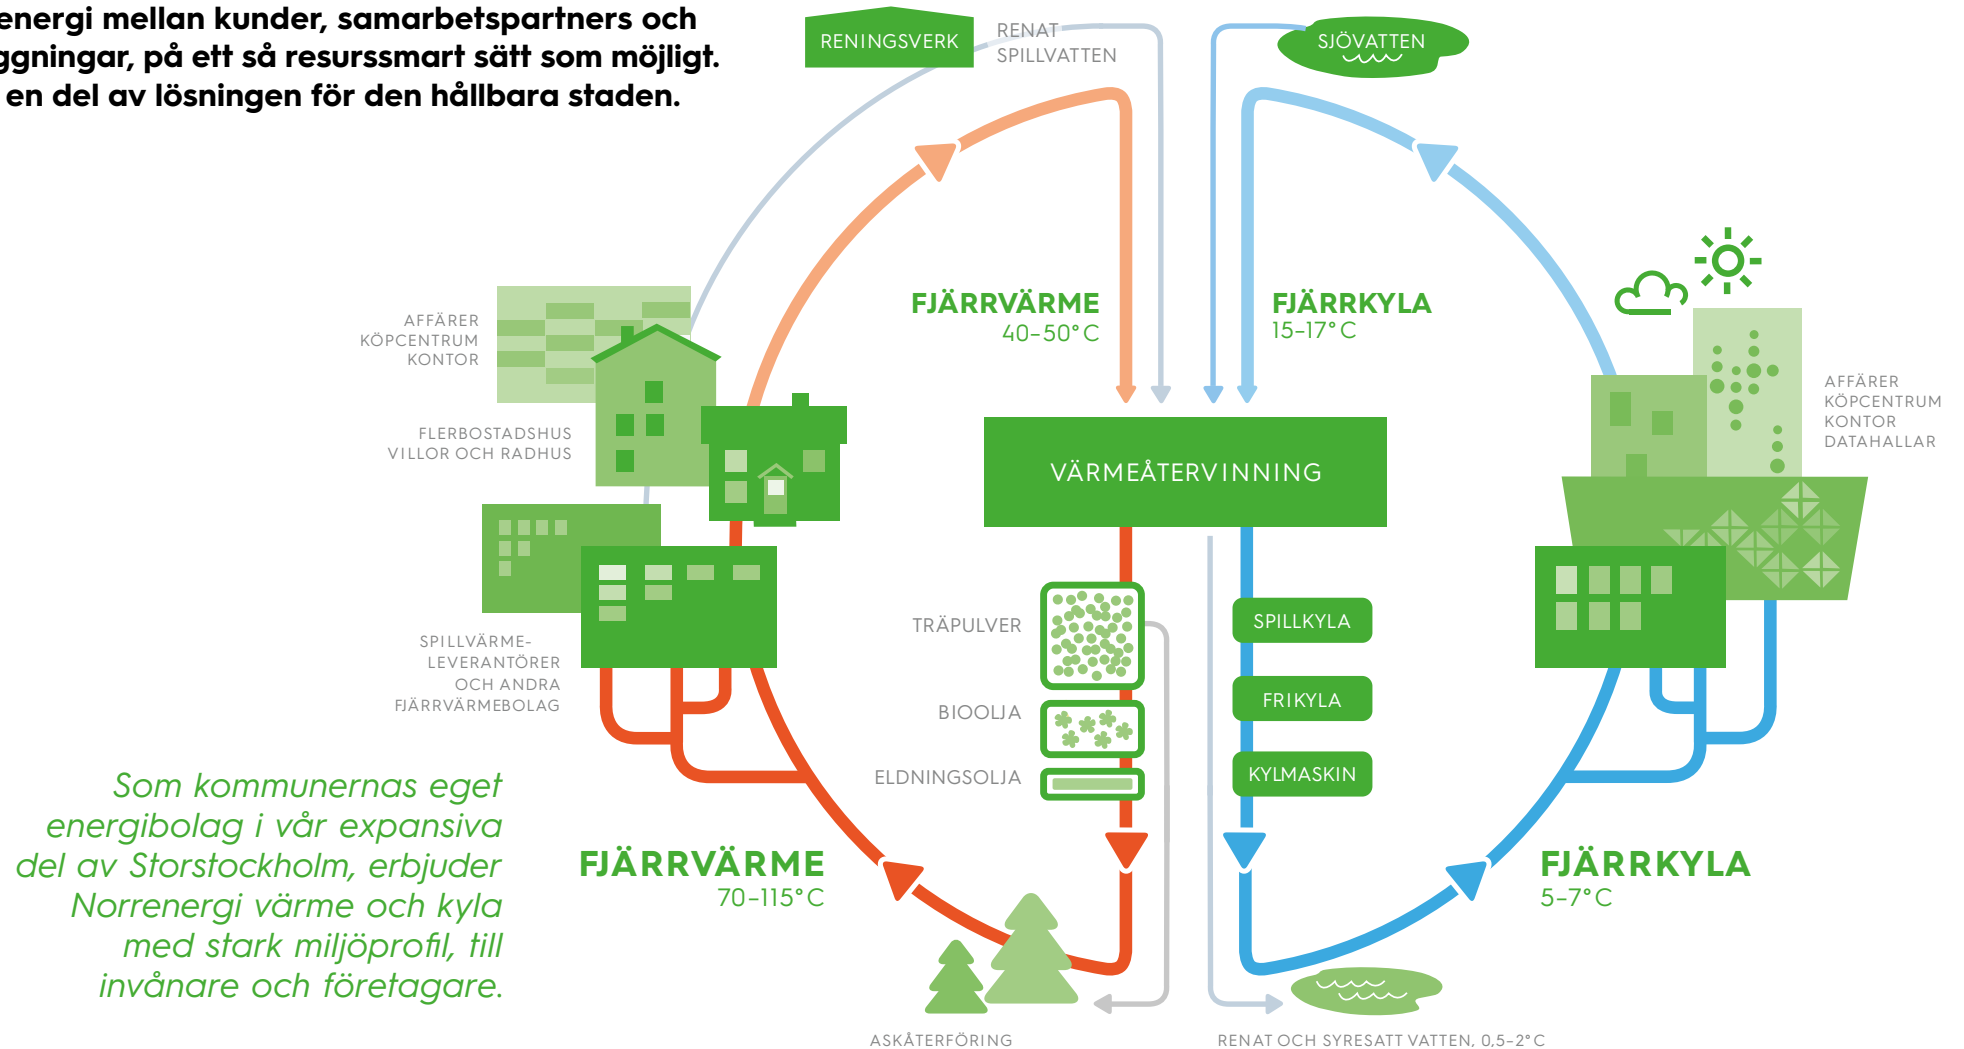 energi mellan kunder, samarbetspartners och
ggningar, på ett så resurssmart sätt som möjligt.
en del av lösningen för den hållbara staden.
RENINGSVERK
RENAT
SPILLVATTEN
SJÖVATTEN
FJÄRRVÄRME
40–50°C
FJÄRRKYLA
15–17°C
AFFÄRER
KÖPCENTRUM
KONTOR
FLERBOSTADSHUS
VILLOR OCH RADHUS
AFFÄRER
KÖPCENTRUM
KONTOR
DATAHALLAR
VÄRMEÅTERVINNING
SPILLVÄRME-
LEVERANTÖRER
OCH ANDRA
FJÄRRVÄRMEBOLAG
TRÄPULVER
BIOOLJA
ELDNINGSOLJA
SPILLKYLA
FRIKYLA
KYLMASKIN
Som kommunernas eget
energibolag i vår expansiva
del av Storstockholm, erbjuder
Norrenergi värme och kyla
med stark miljöprofil, till
invånare och företagare.
FJÄRRVÄRME
70–115°C
FJÄRRKYLA
5–7°C
ASKÅTERFÖRING
RENAT OCH SYRESATT VATTEN, 0,5–2°C